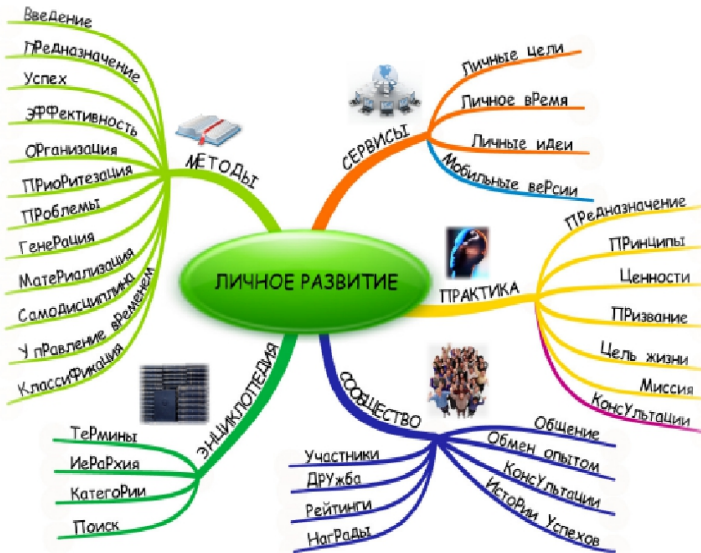 ЛИЧНОЕ РАЗВИТИЕ
МЕТОДЫ
Введение
Предназначение
Успех
Эффективность
Организация
Приоритезация
Проблемы
Генерация
Материализация
Самодисциплина
Управление временем
Классификация
СЕРВИСЫ
Личные цели
Личное время
Личные идеи
Мобильные версии
ПРАКТИКА
Предназначение
Принципы
Ценности
Призвание
Цель жизни
Миссия
Консультации
СООБЩЕСТВО
Общение
Обмен опытом
Консультации
Истории успехов
Участники
Дружба
Рейтинги
Награды
ЭНЦИКЛОПЕДИЯ
Термины
Иерархия
Категории
Поиск